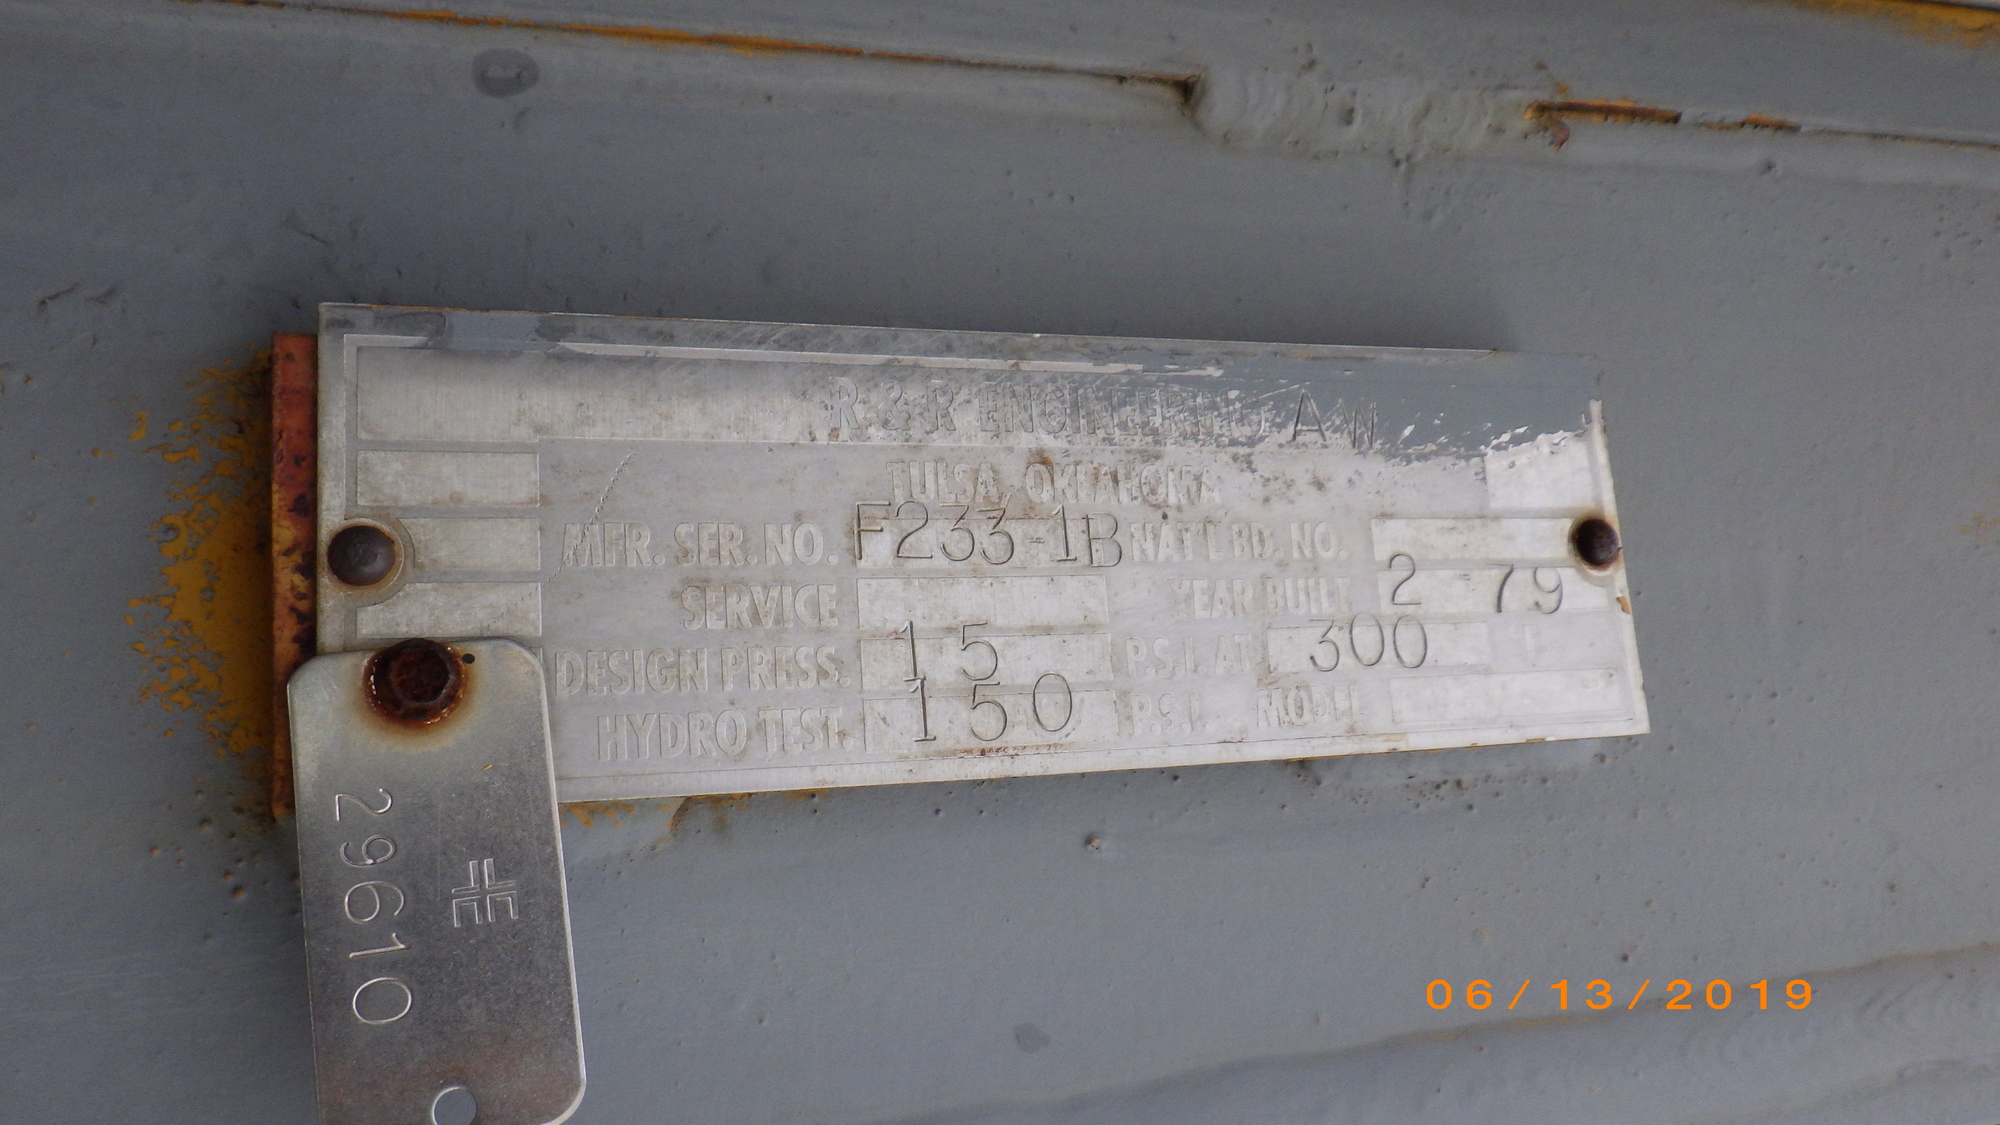 R & R ENGINEERING
TULSA, OKLAHOMA
MFR. SER. NO. F233-1B NAT'L BD. NO.
SERVICE YEAR BUILT 2 79
DESIGN PRESS. 15 P.S.I. AT 300
HYDRO TEST. 150 P.S.I. MODEL
29610
06/13/2019